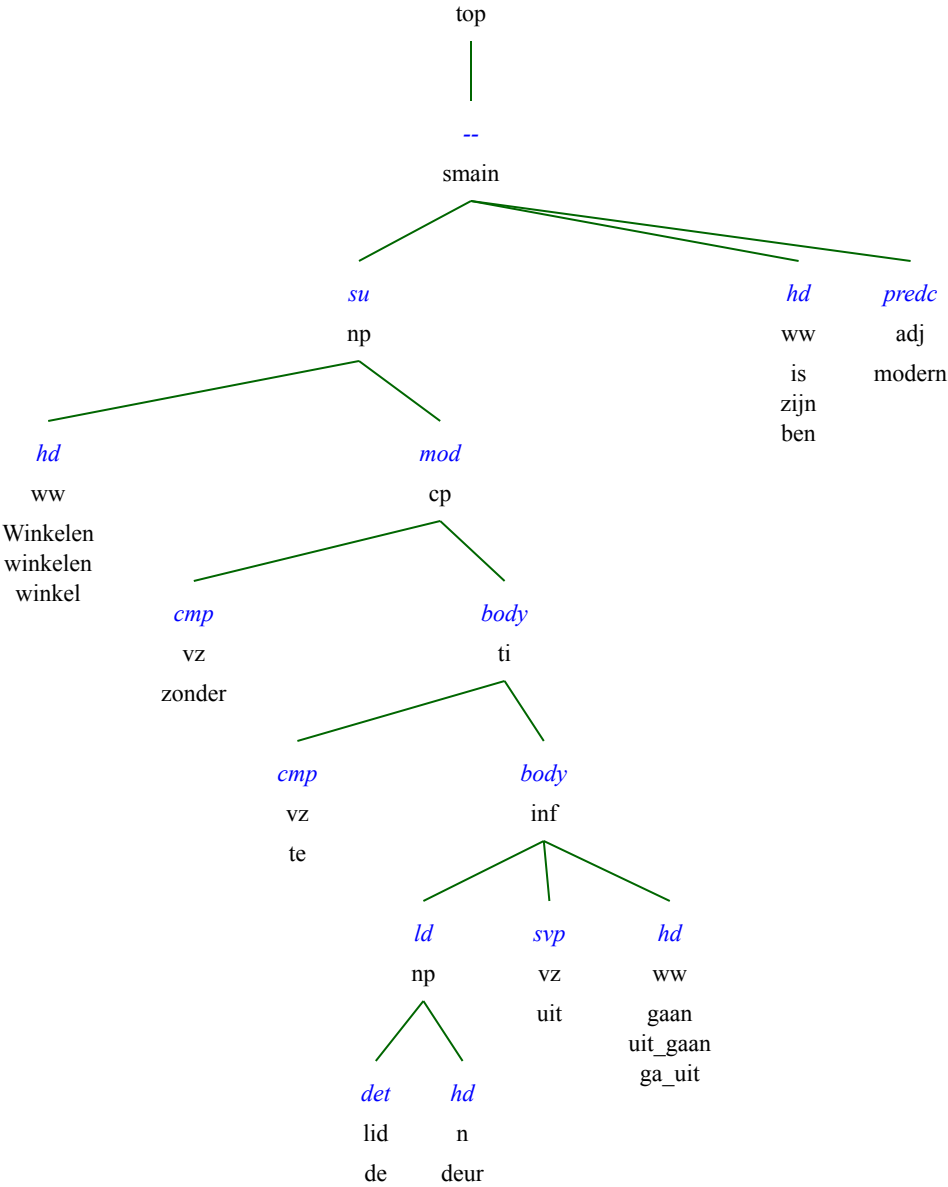 top
--
smain
su hd predc
np ww adj
is modern
zijn
ben
hd mod
ww cp
Winkelen
winkelen
winkel
cmp body
vz ti
zonder
cmp body
vz inf
te
ld svp hd
np vz ww
uit gaan
uit_gaan
ga_uit
det hd
lid n
de deur